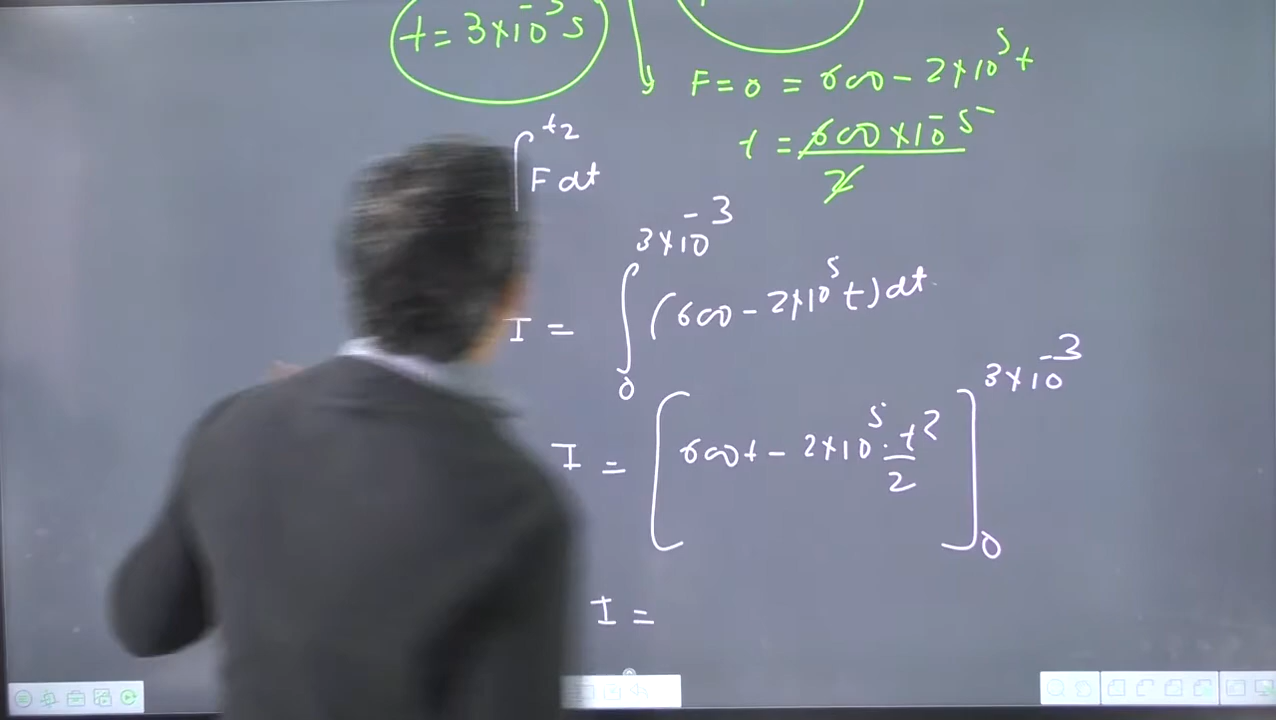 t = 3×10⁻³ s
F = 0 = 600 - 2×10⁵ t
t = 600 × 10⁻⁵ / 2
∫^t₂ F dt
I = ∫₀^3×10⁻³ (600 - 2×10⁵ t) dt
I = [600t - 2×10⁵ · t²/2]₀^3×10⁻³
I =